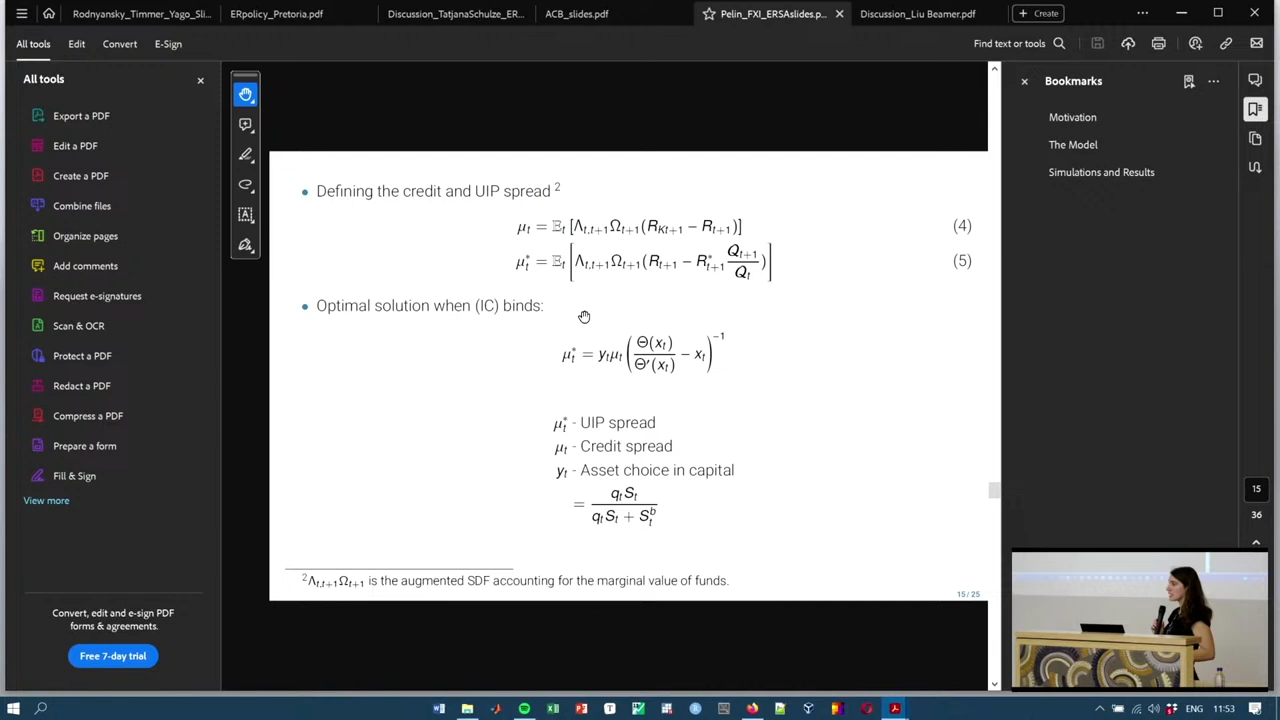 Rodnyansky_Timmer_Yago_Sli...
ERpolicy_Pretoria.pdf
Discussion_TatjanaSchulze_ER...
ACB_slides.pdf
Pelin_FXI_ERSAslides.p...
Discussion_Liu Beamer.pdf
+ Create
All tools
Edit
Convert
E-Sign
Find text or tools
All tools
Export a PDF
Edit a PDF
Create a PDF
Combine files
Organize pages
Add comments
Request e-signatures
Scan & OCR
Protect a PDF
Redact a PDF
Compress a PDF
Prepare a form
Fill & Sign
View more
Convert, edit and e-sign PDF
forms & agreements.
Free 7-day trial
• Defining the credit and UIP spread ²
μ_t = 𝔼_t [Λ_{t,t+1}Ω_{t+1}(R_{Kt+1} − R_{t+1})] (4)
μ*_t = 𝔼_t [Λ_{t,t+1}Ω_{t+1}(R_{t+1} − R*_{t+1} Q_{t+1}/Q_t)] (5)
• Optimal solution when (IC) binds:
μ*_t = y_t μ_t (Θ(x_t)/Θ′(x_t) − x_t)^{−1}
μ*_t - UIP spread
μ_t - Credit spread
y_t - Asset choice in capital
= q_t S_t / (q_t S_t + S^b_t)
² Λ_{t,t+1}Ω_{t+1} is the augmented SDF accounting for the marginal value of funds.
15 / 25
Bookmarks
Motivation
The Model
Simulations and Results
15
36
ENG
11:53